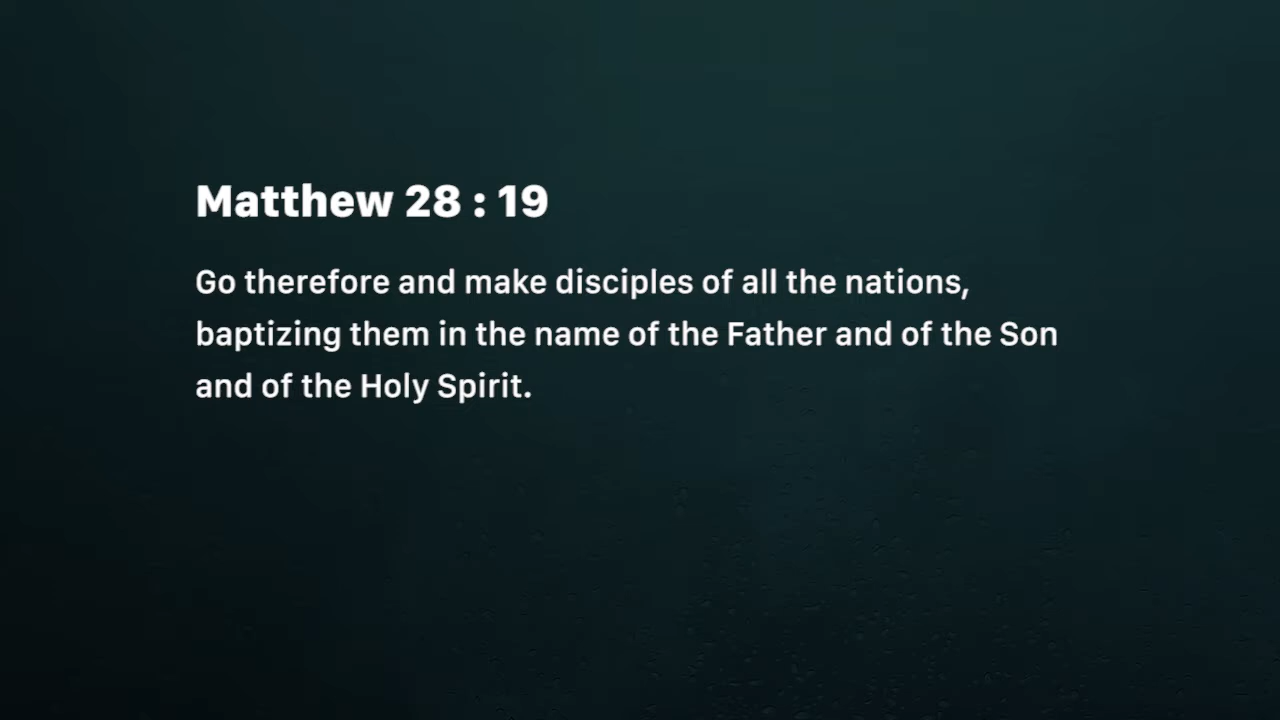 Matthew 28 : 19
Go therefore and make disciples of all the nations,
baptizing them in the name of the Father and of the Son
and of the Holy Spirit.